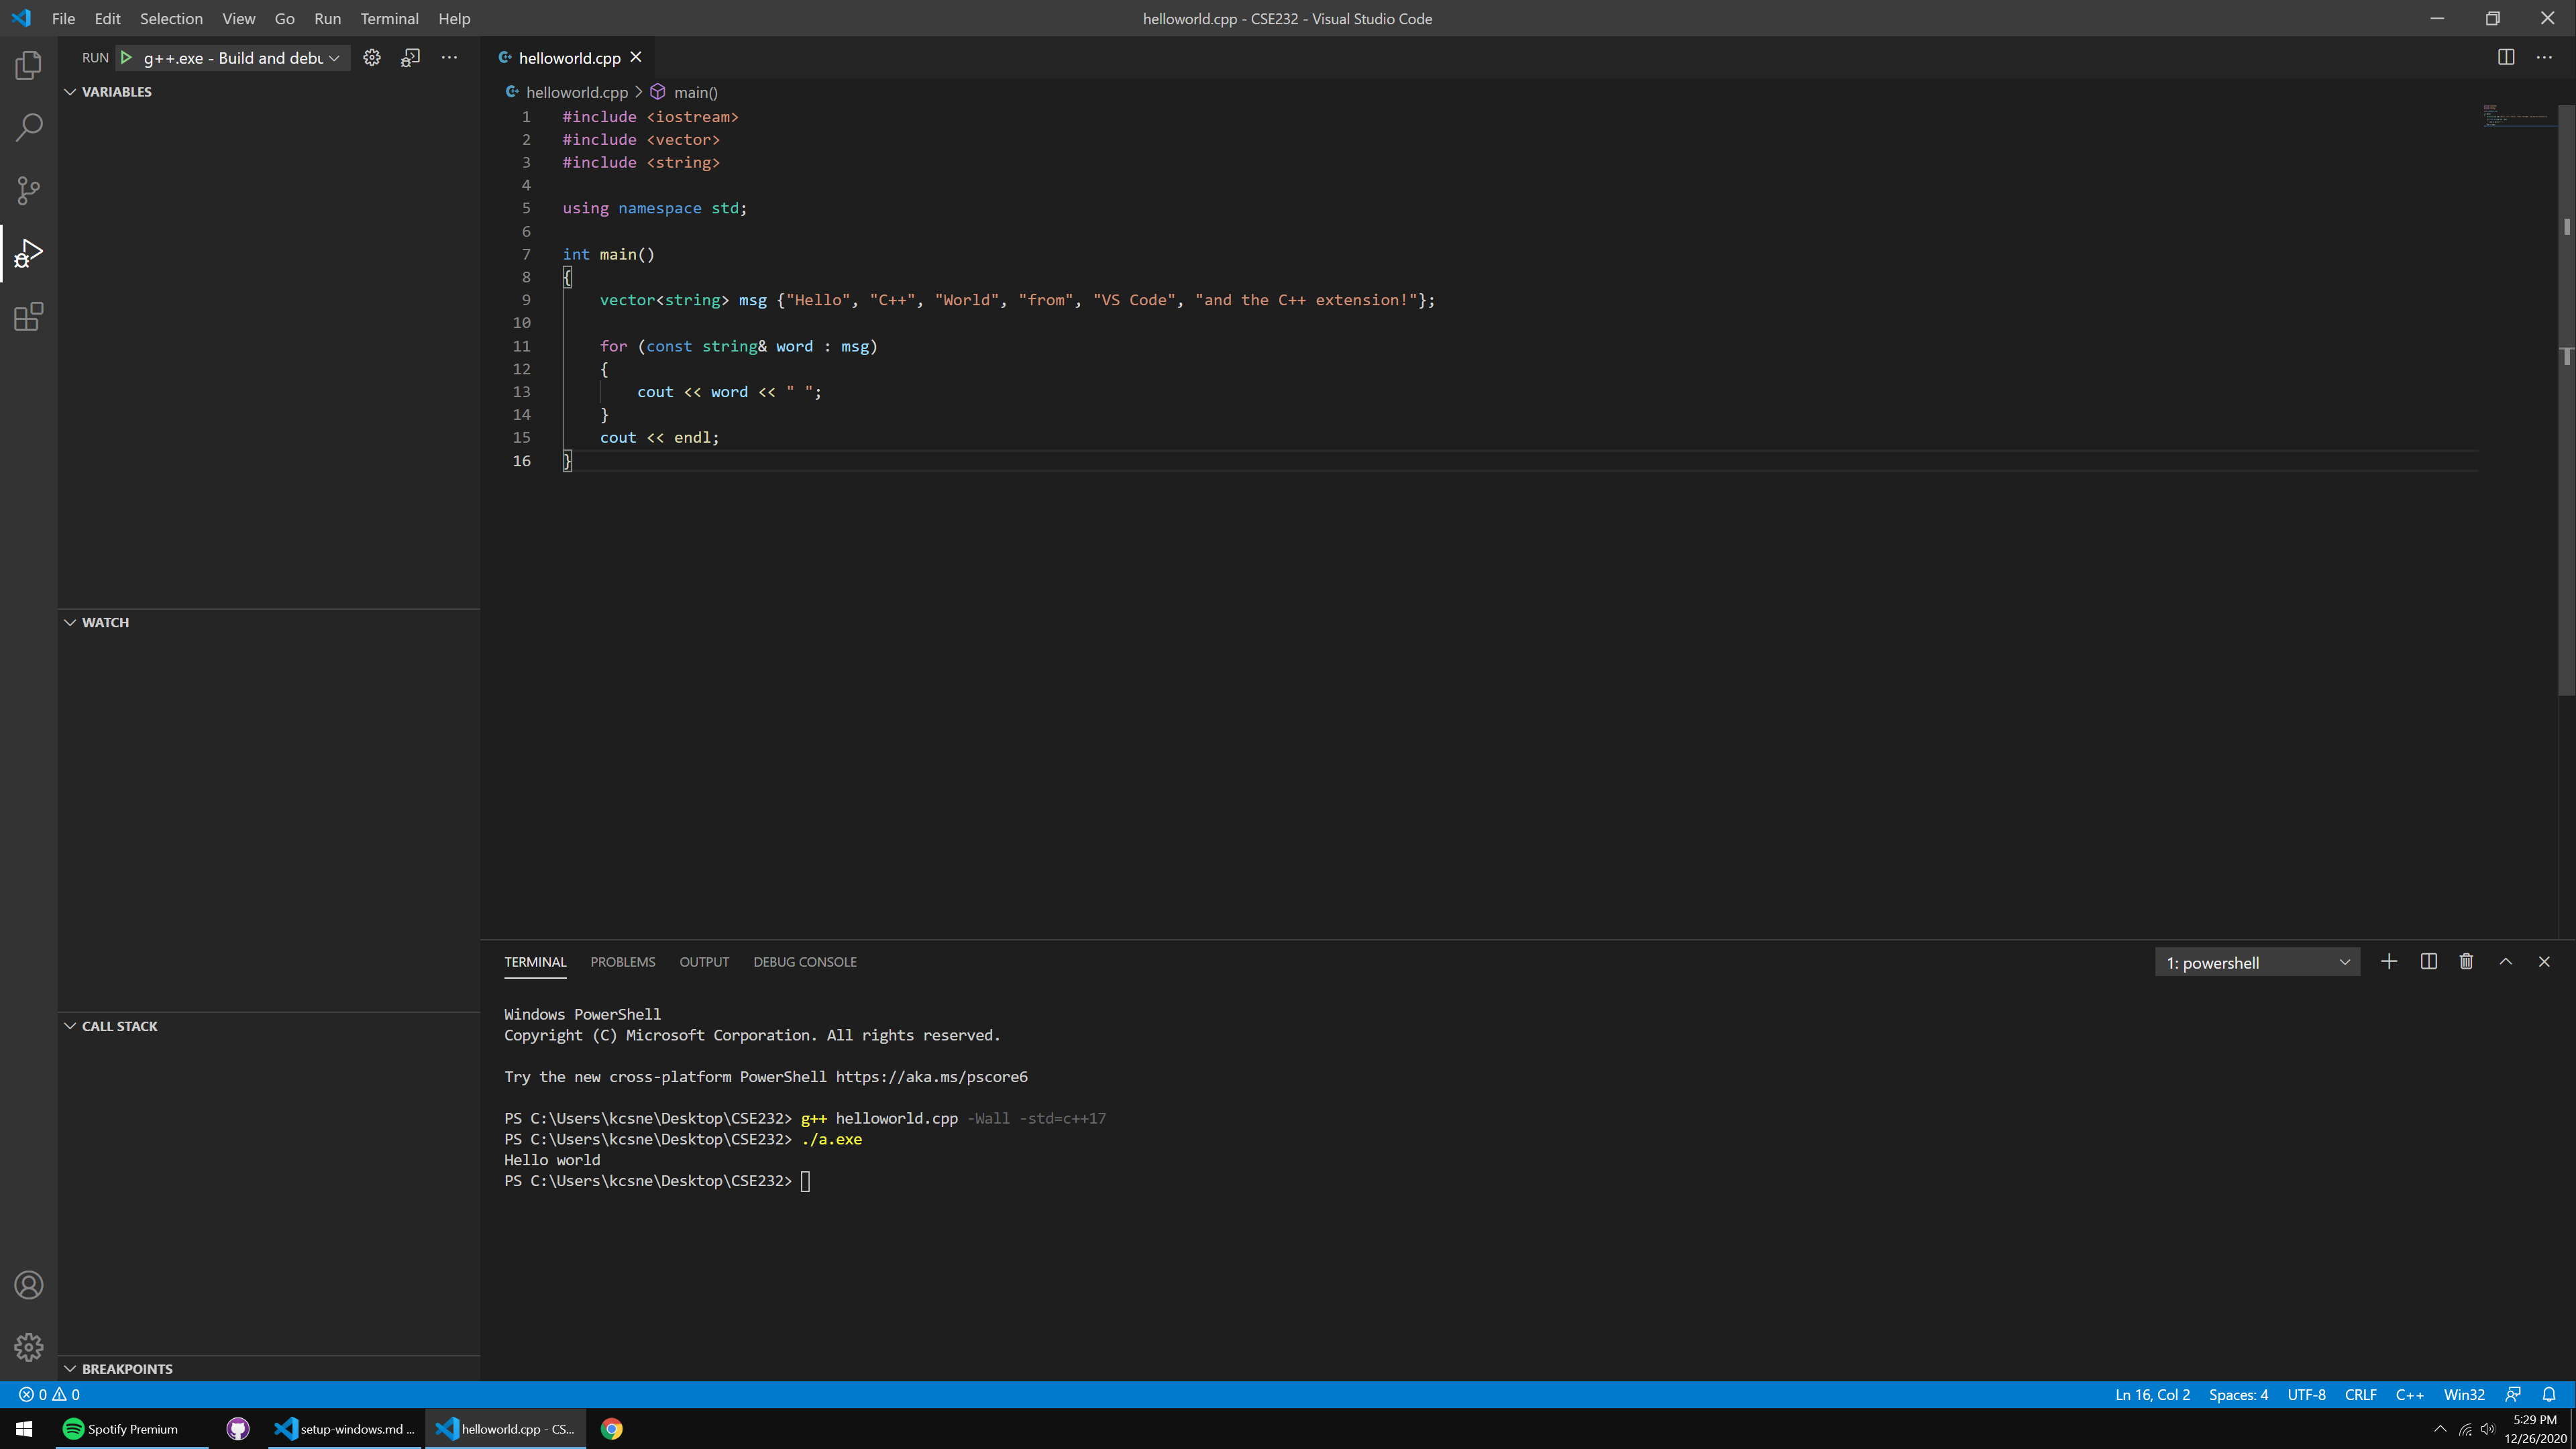 File Edit Selection View Go Run Terminal Help
helloworld.cpp - CSE232 - Visual Studio Code
RUN g++.exe - Build and debu
VARIABLES
WATCH
CALL STACK
BREAKPOINTS
helloworld.cpp
helloworld.cpp > main()
1 #include <iostream>
2 #include <vector>
3 #include <string>
4
5 using namespace std;
6
7 int main()
8 {
9 vector<string> msg {"Hello", "C++", "World", "from", "VS Code", "and the C++ extension!"};
10
11 for (const string& word : msg)
12 {
13 cout << word << " ";
14 }
15 cout << endl;
16 }
TERMINAL PROBLEMS OUTPUT DEBUG CONSOLE
1: powershell
Windows PowerShell
Copyright (C) Microsoft Corporation. All rights reserved.
Try the new cross-platform PowerShell https://aka.ms/pscore6
PS C:\Users\kcsne\Desktop\CSE232> g++ helloworld.cpp -Wall -std=c++17
PS C:\Users\kcsne\Desktop\CSE232> ./a.exe
Hello world
PS C:\Users\kcsne\Desktop\CSE232>
0 0
Ln 16, Col 2 Spaces: 4 UTF-8 CRLF C++ Win32
Spotify Premium
setup-windows.md ...
helloworld.cpp - CS...
5:29 PM
12/26/2020